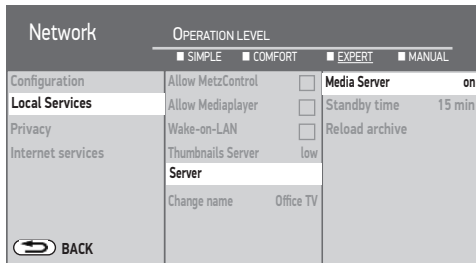 Network
OPERATION LEVEL
SIMPLE COMFORT EXPERT MANUAL
Configuration
Local Services
Privacy
Internet services
Allow MetzControl
Allow Mediaplayer
Wake-on-LAN
Thumbnails Server low
Server
Change name Office TV
Media Server on
Standby time 15 min
Reload archive
BACK